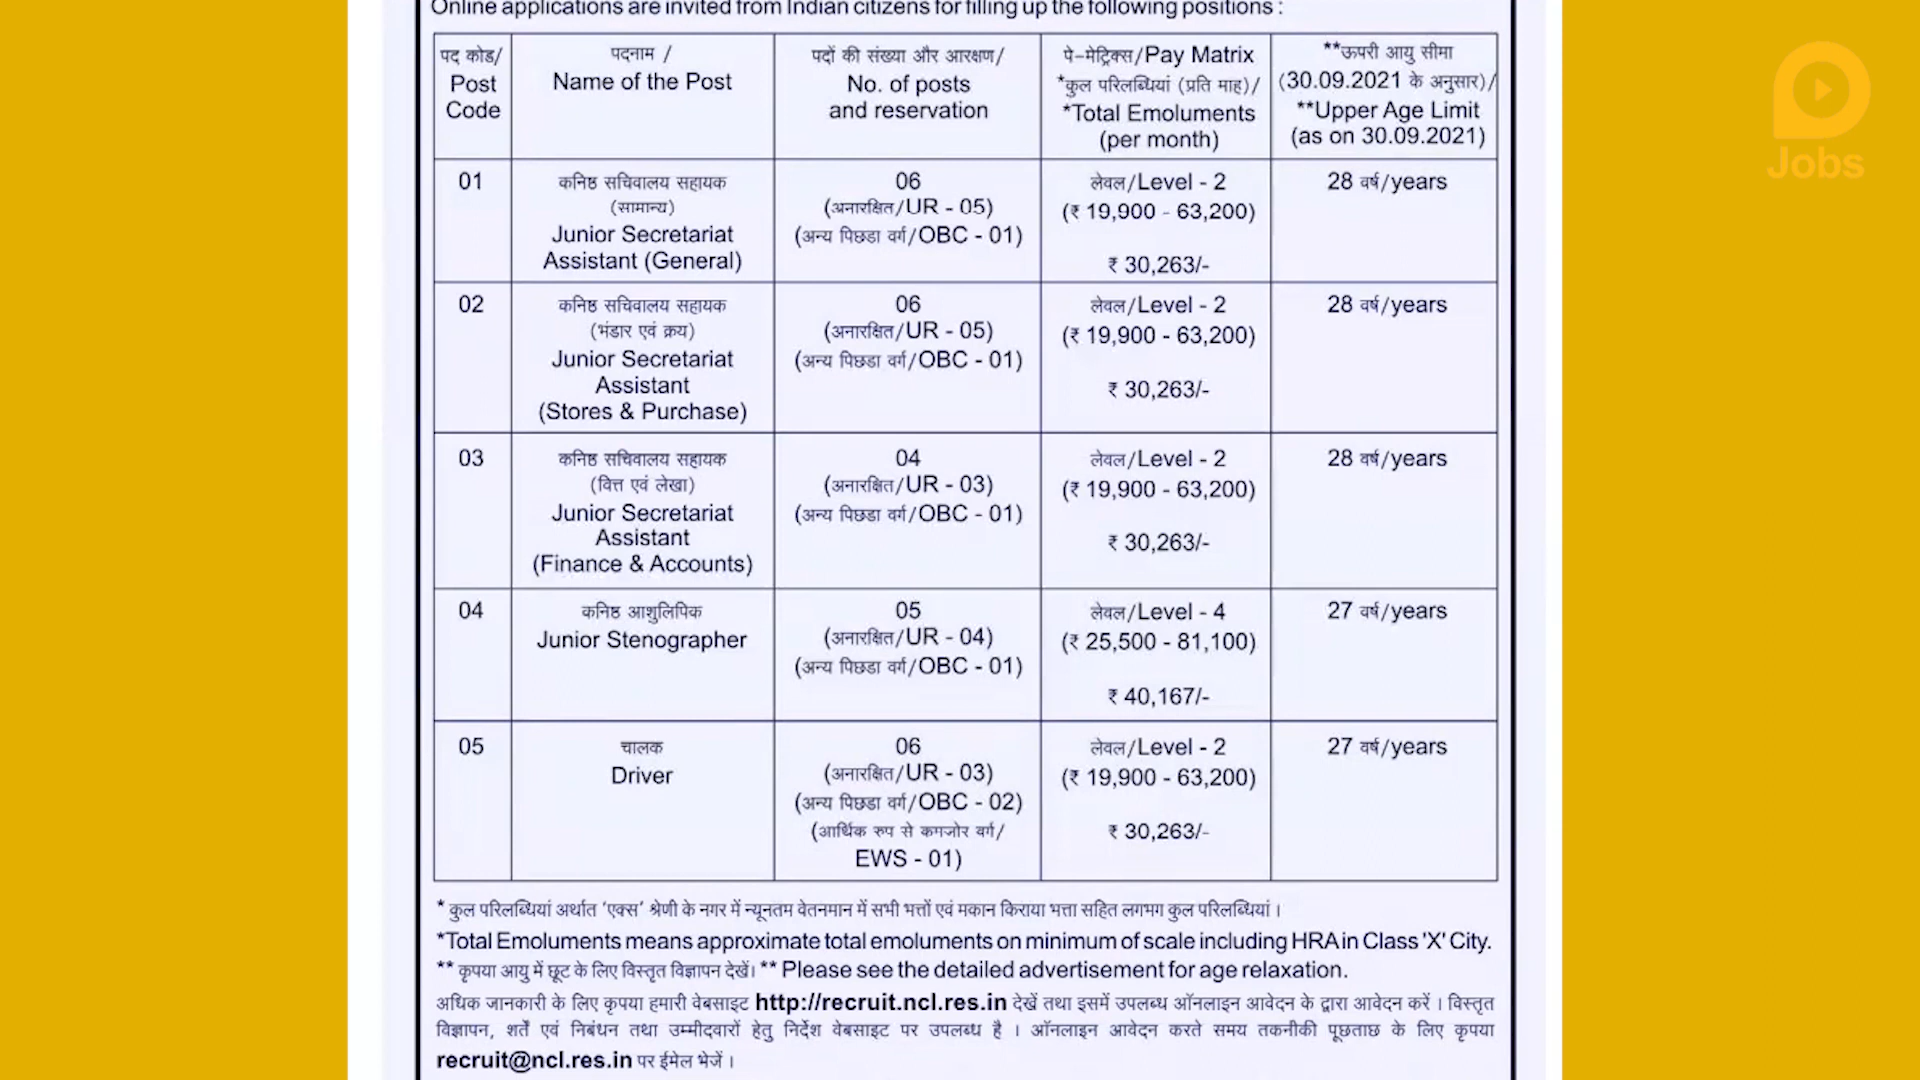 Online applications are invited from Indian citizens for filling up the following positions :
पद कोड/
Post
Code
पदनाम /
Name of the Post
पदों की संख्या और आरक्षण/
No. of posts
and reservation
पे-मेट्रिक्स/Pay Matrix
*कुल परिलब्धियां (प्रति माह)/
*Total Emoluments
(per month)
**ऊपरी आयु सीमा
(30.09.2021 के अनुसार)/
**Upper Age Limit
(as on 30.09.2021)
01
कनिष्ठ सचिवालय सहायक
(सामान्य)
Junior Secretariat
Assistant (General)
06
(अनारक्षित/UR - 05)
(अन्य पिछडा वर्ग/OBC - 01)
लेवल/Level - 2
(₹ 19,900 - 63,200)
₹ 30,263/-
28 वर्ष/years
02
कनिष्ठ सचिवालय सहायक
(भंडार एवं क्रय)
Junior Secretariat
Assistant
(Stores & Purchase)
06
(अनारक्षित/UR - 05)
(अन्य पिछडा वर्ग/OBC - 01)
लेवल/Level - 2
(₹ 19,900 - 63,200)
₹ 30,263/-
28 वर्ष/years
03
कनिष्ठ सचिवालय सहायक
(वित्त एवं लेखा)
Junior Secretariat
Assistant
(Finance & Accounts)
04
(अनारक्षित/UR - 03)
(अन्य पिछडा वर्ग/OBC - 01)
लेवल/Level - 2
(₹ 19,900 - 63,200)
₹ 30,263/-
28 वर्ष/years
04
कनिष्ठ आशुलिपिक
Junior Stenographer
05
(अनारक्षित/UR - 04)
(अन्य पिछडा वर्ग/OBC - 01)
लेवल/Level - 4
(₹ 25,500 - 81,100)
₹ 40,167/-
27 वर्ष/years
05
चालक
Driver
06
(अनारक्षित/UR - 03)
(अन्य पिछडा वर्ग/OBC - 02)
(आर्थिक रुप से कमजोर वर्ग/
EWS - 01)
लेवल/Level - 2
(₹ 19,900 - 63,200)
₹ 30,263/-
27 वर्ष/years
* कुल परिलब्धियां अर्थात ‘एक्स’ श्रेणी के नगर में न्यूनतम वेतनमान में सभी भत्तों एवं मकान किराया भत्ता सहित लगभग कुल परिलब्धियां ।
*Total Emoluments means approximate total emoluments on minimum of scale including HRA in Class 'X' City.
** कृपया आयु में छूट के लिए विस्तृत विज्ञापन देखें। ** Please see the detailed advertisement for age relaxation.
अधिक जानकारी के लिए कृपया हमारी वेबसाइट http://recruit.ncl.res.in देखें तथा इसमें उपलब्ध ऑनलाइन आवेदन के द्वारा आवेदन करें । विस्तृत
विज्ञापन, शर्तें एवं निबंधन तथा उम्मीदवारों हेतु निर्देश वेबसाइट पर उपलब्ध है । ऑनलाइन आवेदन करते समय तकनीकी पूछताछ के लिए कृपया
recruit@ncl.res.in पर ईमेल भेजें ।
Jobs